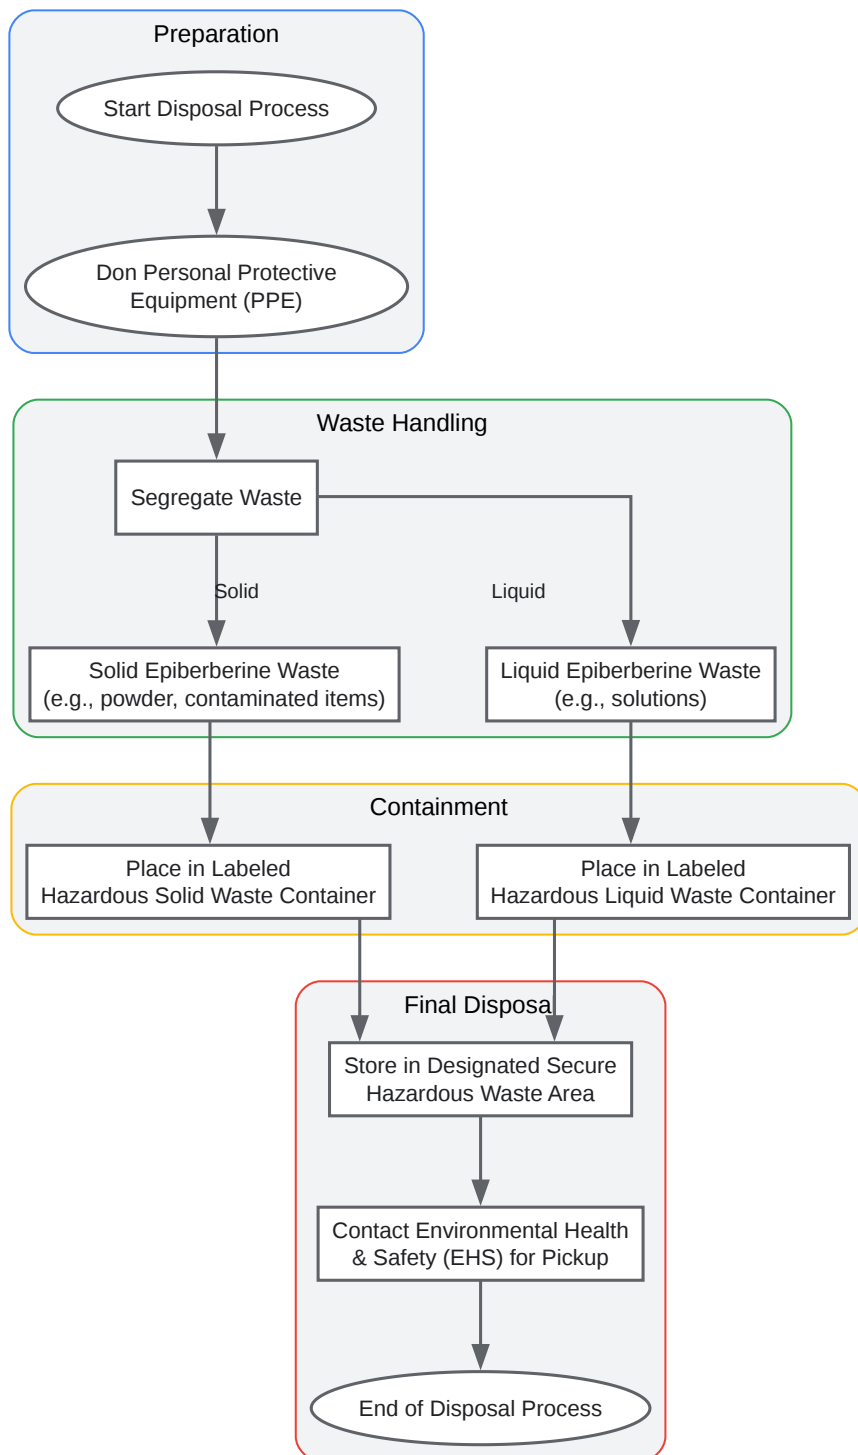 Preparation
Start Disposal Process
Don Personal Protective
Equipment (PPE)
Waste Handling
Segregate Waste
Solid
Liquid
Solid Epiberberine Waste
(e.g., powder, contaminated items)
Liquid Epiberberine Waste
(e.g., solutions)
Containment
Place in Labeled
Hazardous Solid Waste Container
Place in Labeled
Hazardous Liquid Waste Container
Final Disposal
Store in Designated Secure
Hazardous Waste Area
Contact Environmental Health
& Safety (EHS) for Pickup
End of Disposal Process